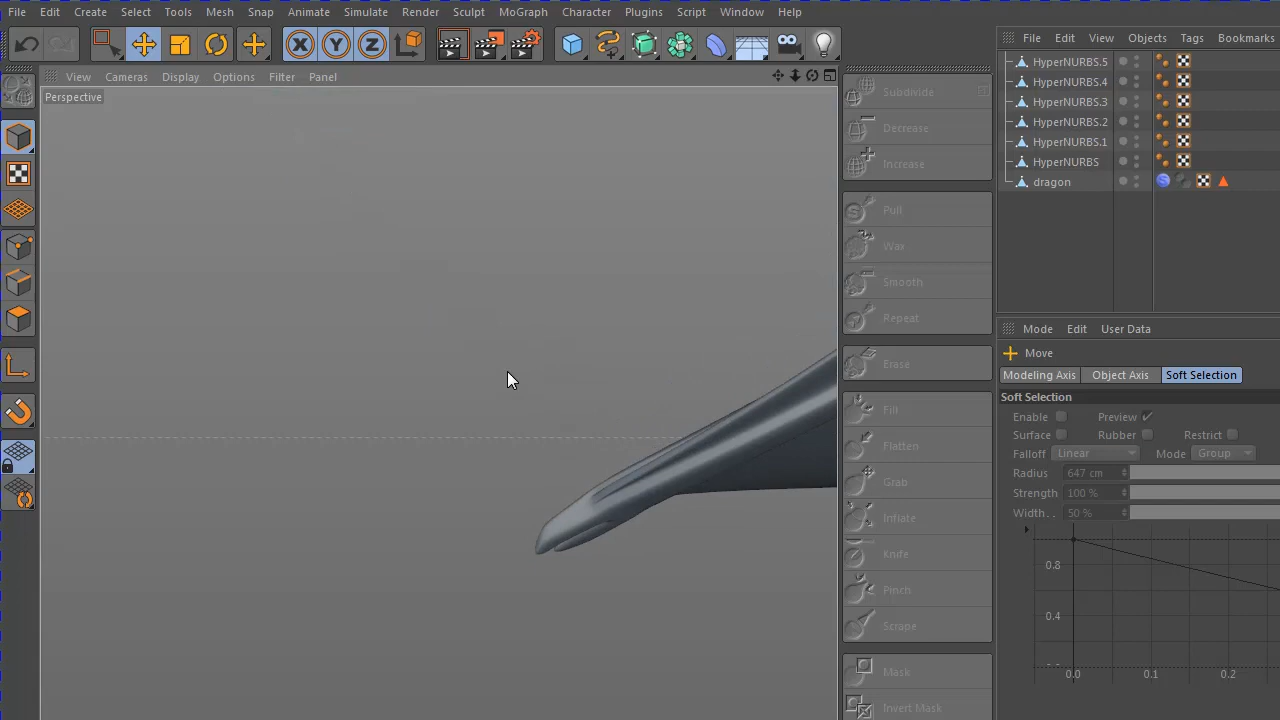 File Edit Create Select Tools Mesh Snap Animate Simulate Render Sculpt MoGraph Character Plugins Script Window Help
X Y Z
File Edit View Objects Tags Bookmarks
View Cameras Display Options Filter Panel
Perspective
Subdivide
Decrease
Increase
Pull
Wax
Smooth
Repeat
Erase
Fill
Flatten
Grab
Inflate
Knife
Pinch
Scrape
Mask
Invert Mask
HyperNURBS.5
HyperNURBS.4
HyperNURBS.3
HyperNURBS.2
HyperNURBS.1
HyperNURBS
dragon
Mode Edit User Data
Move
Modeling Axis Object Axis Soft Selection
Soft Selection
Enable Preview
Surface Rubber Restrict
Falloff Linear Mode Group
Radius 647 cm
Strength 100 %
Width . . 50 %
0.8
0.4
0.0 0.1 0.2